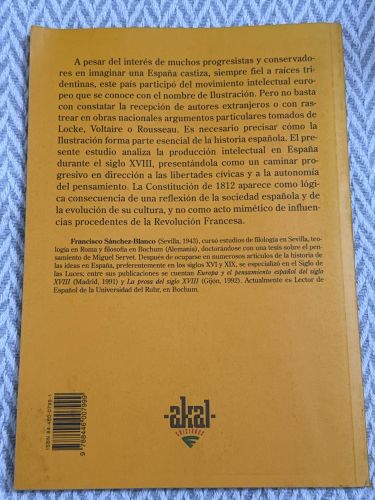 A pesar del interés de muchos progresistas y conservado-
res en imaginar una España castiza, siempre fiel a raíces tri-
dentinas, este país participó del movimiento intelectual euro-
peo que se conoce con el nombre de Ilustración. Pero no basta
con constatar la recepción de autores extranjeros o con ras-
trear en obras nacionales argumentos particulares tomados de
Locke, Voltaire o Rousseau. Es necesario precisar cómo la
Ilustración forma parte esencial de la historia española. El
presente estudio analiza la producción intelectual en España
durante el siglo XVIII, presentándola como un caminar pro-
gresivo en dirección a las libertades cívicas y a la autonomía
del pensamiento. La Constitución de 1812 aparece como lógi-
ca consecuencia de una reflexión de la sociedad española y de
la evolución de su cultura, y no como acto mimético de influen-
cias procedentes de la Revolución Francesa.
Francisco Sánchez-Blanco (Sevilla, 1943), cursó estudios de filología en Sevilla, teo-
logía en Roma y filosofía en Bochum (Alemania), doctorándose con una tesis sobre el pen-
samiento de Miguel Servet. Después de ocuparse en numerosos artículos de la historia de
las ideas en España, preferentemente en los siglos XVI y XIX, se especializó en el Siglo de
las Luces; entre sus publicaciones se cuentan Europa y el pensamiento español del siglo
XVIII (Madrid, 1991) y La prosa del siglo XVIII (Gijón, 1992). Actualmente es Lector de
Español de la Universidad del Ruhr, en Bochum.
akal
EDICIONES